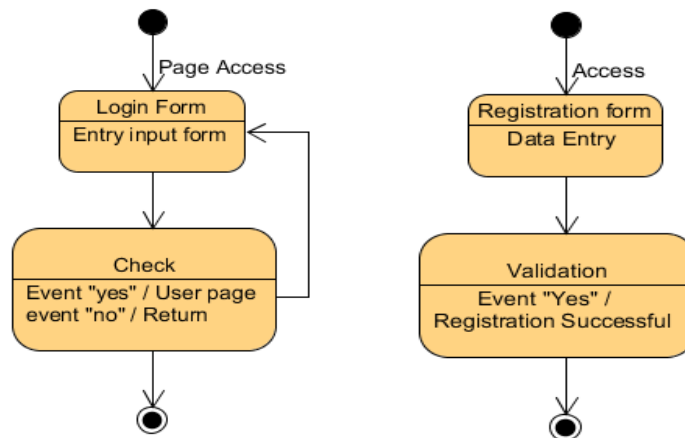 Page Access
Login Form
Entry input form
Check
Event "yes" / User page
event "no" / Return
Access
Registration form
Data Entry
Validation
Event "Yes" /
Registration Successful